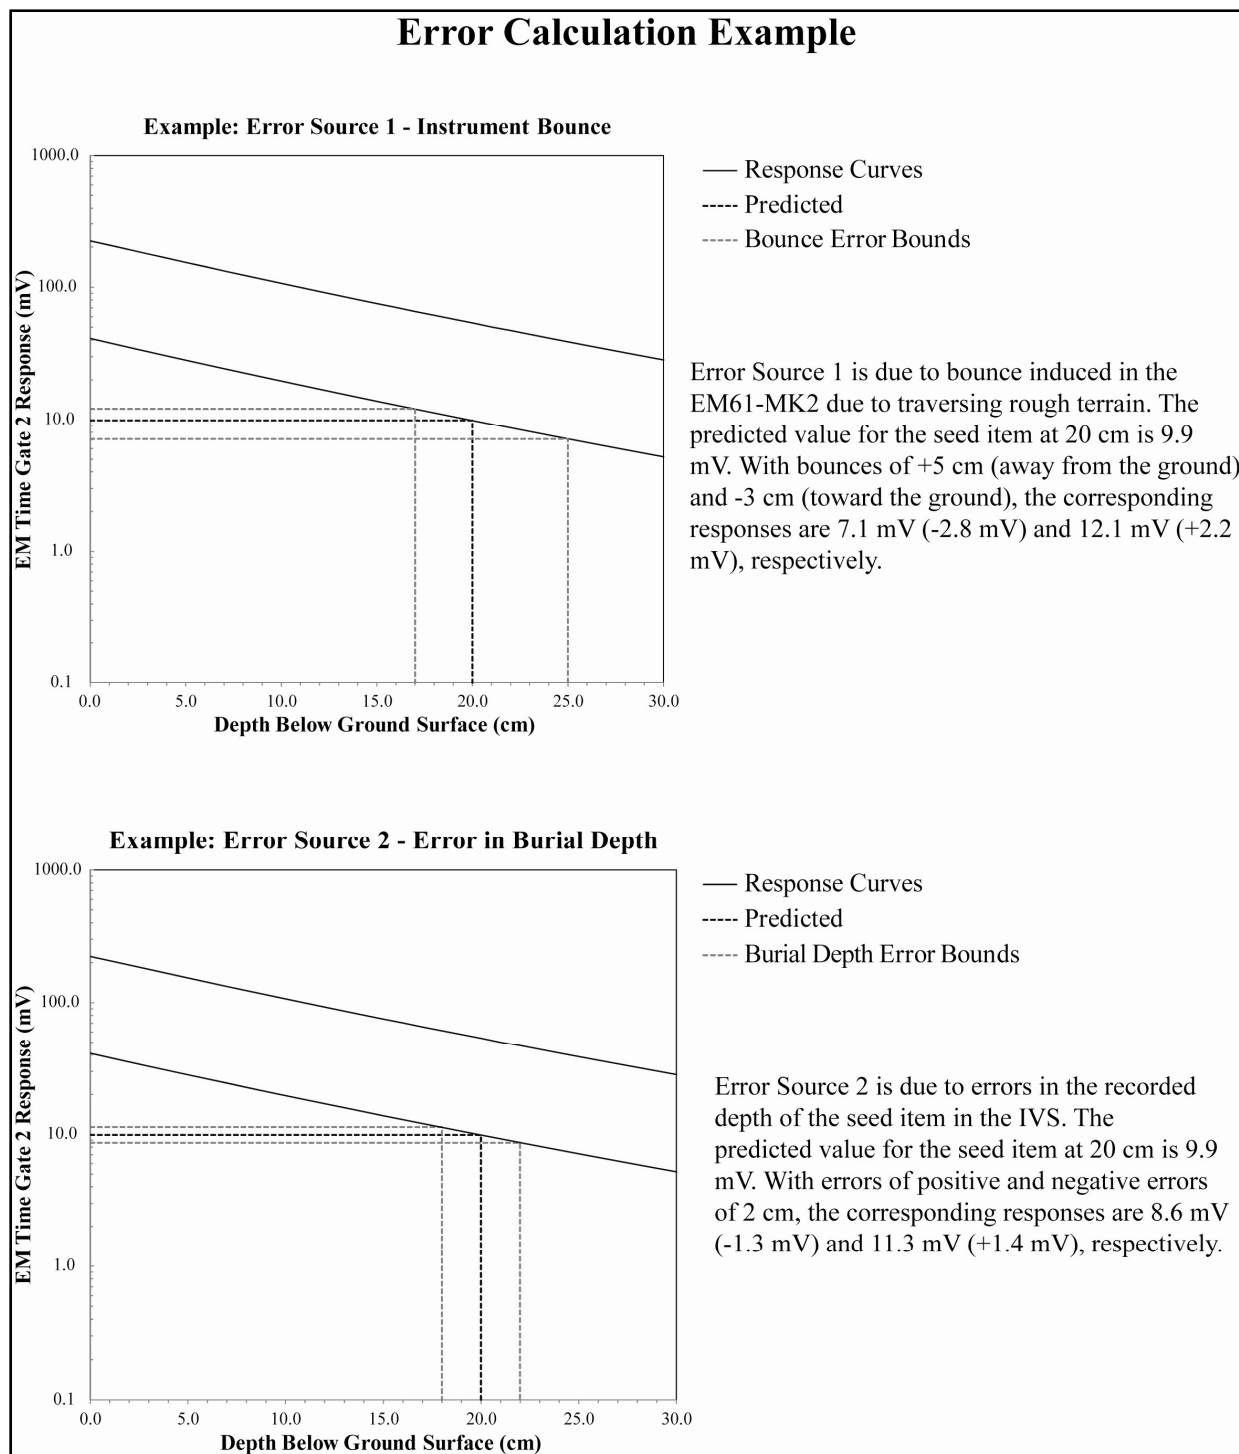 Error Calculation Example
Example: Error Source 1 - Instrument Bounce
1000.0
100.0
10.0
1.0
0.1
EM Time Gate 2 Response (mV)
0.0 5.0 10.0 15.0 20.0 25.0 30.0
Depth Below Ground Surface (cm)
Response Curves
Predicted
Bounce Error Bounds
Error Source 1 is due to bounce induced in the
EM61-MK2 due to traversing rough terrain. The
predicted value for the seed item at 20 cm is 9.9
mV. With bounces of +5 cm (away from the ground)
and -3 cm (toward the ground), the corresponding
responses are 7.1 mV (-2.8 mV) and 12.1 mV (+2.2
mV), respectively.
Example: Error Source 2 - Error in Burial Depth
1000.0
100.0
10.0
1.0
0.1
EM Time Gate 2 Response (mV)
0.0 5.0 10.0 15.0 20.0 25.0 30.0
Depth Below Ground Surface (cm)
Response Curves
Predicted
Burial Depth Error Bounds
Error Source 2 is due to errors in the recorded
depth of the seed item in the IVS. The
predicted value for the seed item at 20 cm is 9.9
mV. With errors of positive and negative errors
of 2 cm, the corresponding responses are 8.6 mV
(-1.3 mV) and 11.3 mV (+1.4 mV), respectively.